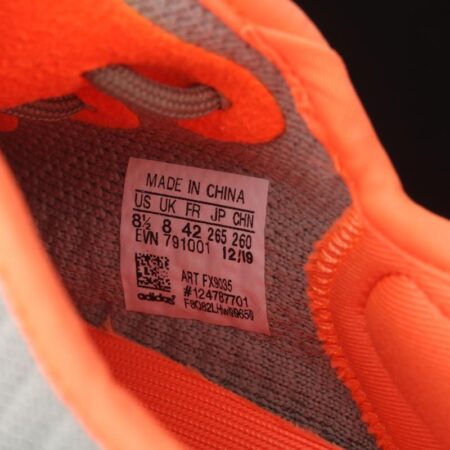 MADE IN CHINA
US UK FR JP CHN
8½ 8 42 265 260
EVN 791001 12/19
ART FX9035
#124787701
adidas F8Q82LHW00650